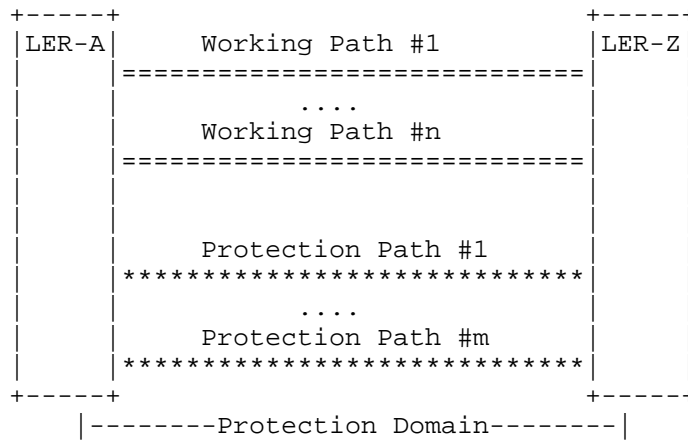 +-----+                              +-----
|LER-A|     Working Path #1          |LER-Z|
|     |=============================|     |
|     |           ....               |     |
|     |     Working Path #n          |     |
|     |=============================|     |
|     |                              |     |
|     |                              |     |
|     |     Protection Path #1       |     |
|     |*****************************|     |
|     |           ....               |     |
|     |     Protection Path #m       |     |
|     |*****************************|     |
+-----+                              +-----
|--------Protection Domain--------|